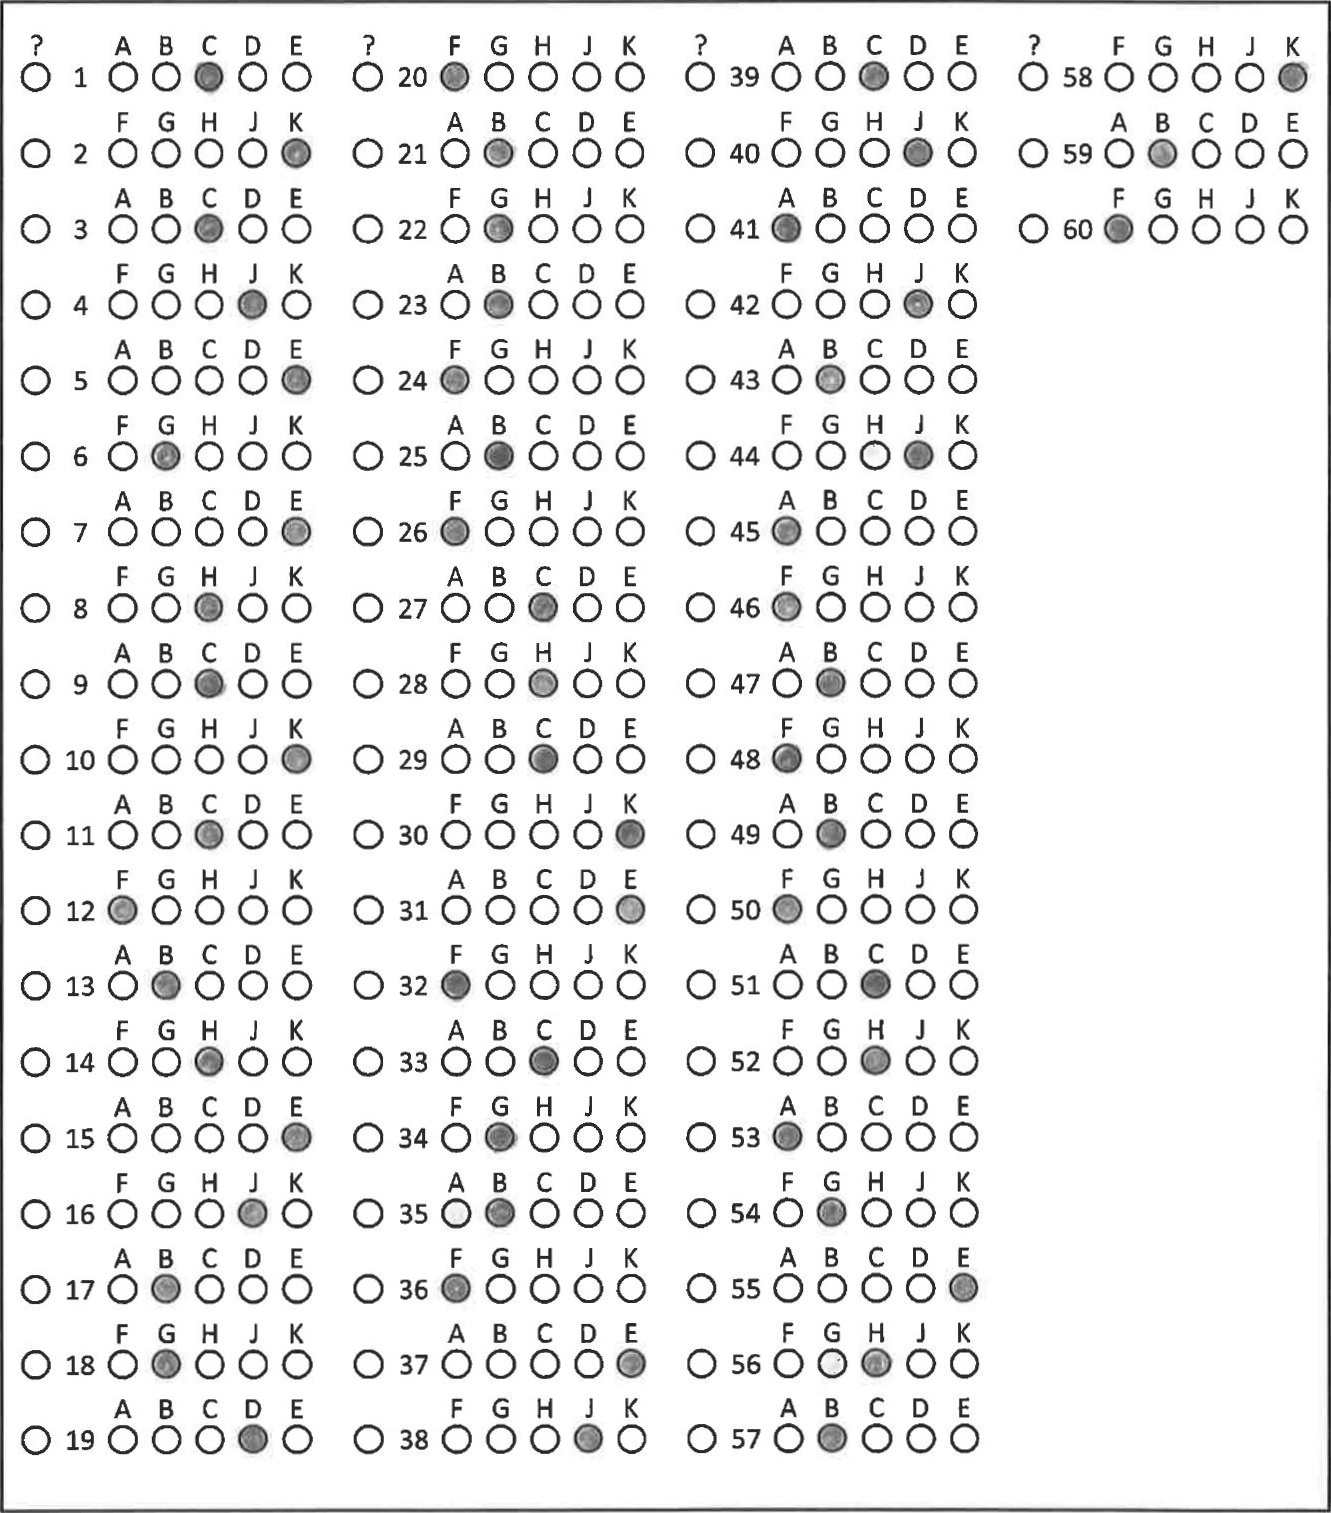 ? A B C D E
1
F G H J K
2
A B C D E
3
F G H J K
4
A B C D E
5
F G H J K
6
A B C D E
7
F G H J K
8
A B C D E
9
F G H J K
10
A B C D E
11
F G H J K
12
A B C D E
13
F G H J K
14
A B C D E
15
F G H J K
16
A B C D E
17
F G H J K
18
A B C D E
19
? F G H J K
20
A B C D E
21
F G H J K
22
A B C D E
23
F G H J K
24
A B C D E
25
F G H J K
26
A B C D E
27
F G H J K
28
A B C D E
29
F G H J K
30
A B C D E
31
F G H J K
32
A B C D E
33
F G H J K
34
A B C D E
35
F G H J K
36
A B C D E
37
F G H J K
38
? A B C D E
39
F G H J K
40
A B C D E
41
F G H J K
42
A B C D E
43
F G H J K
44
A B C D E
45
F G H J K
46
A B C D E
47
F G H J K
48
A B C D E
49
F G H J K
50
A B C D E
51
F G H J K
52
A B C D E
53
F G H J K
54
A B C D E
55
F G H J K
56
A B C D E
57
? F G H J K
58
A B C D E
59
F G H J K
60